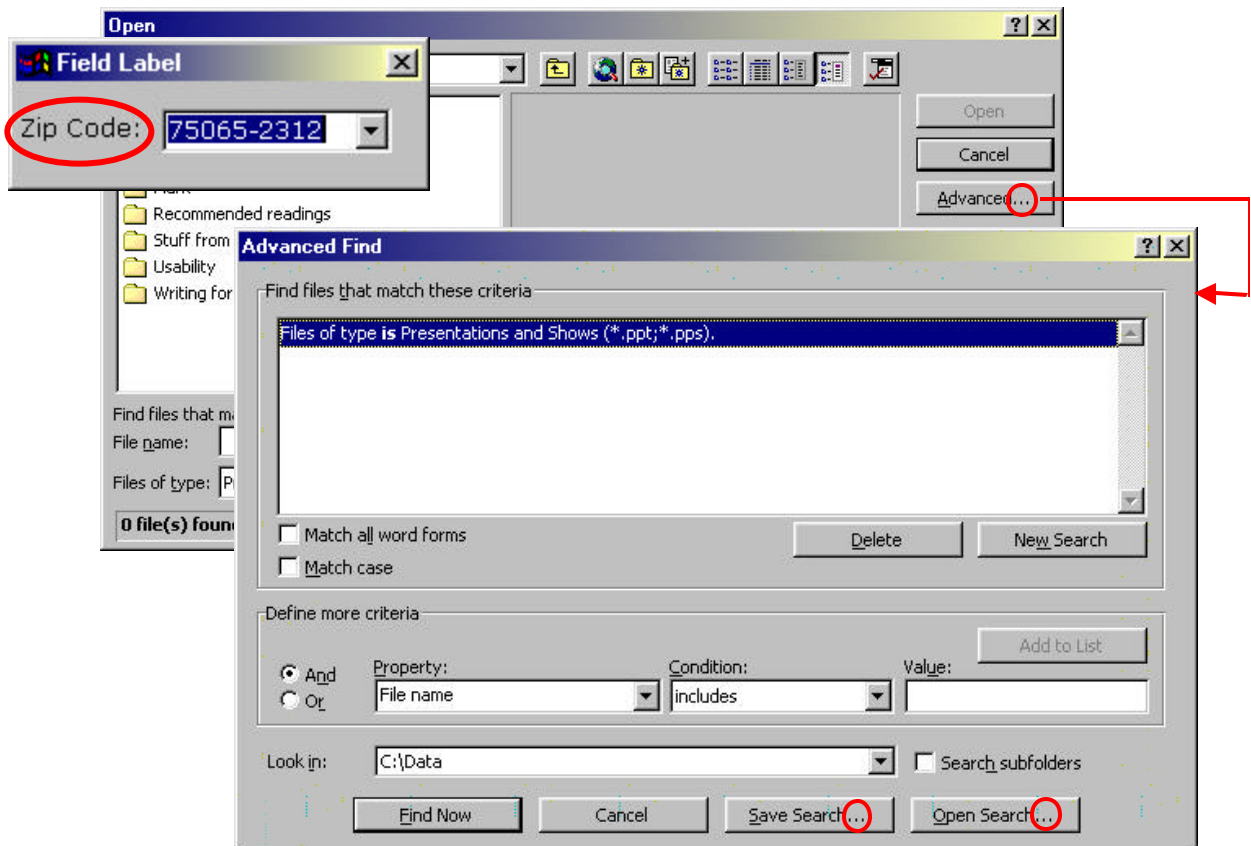 Open
Field Label
Zip Code: 75065-2312
Open
Cancel
Advanced...
Recommended readings
Stuff from
Usability
Writing for
Find files that
File name:
Files of type:
0 file(s) foun
Advanced Find
Find files that match these criteria
Files of type is Presentations and Shows (*.ppt;*.pps).
Match all word forms
Match case
Delete
New Search
Define more criteria
Add to List
And
Or
Property:
Condition:
Value:
File name
includes
Look in:
C:\Data
Search subfolders
Find Now
Cancel
Save Search...
Open Search...